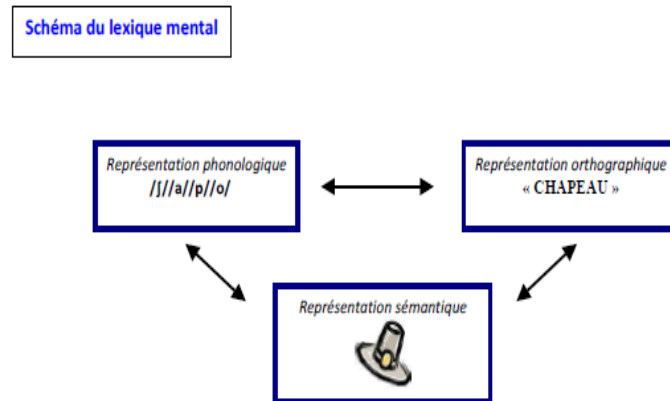 Schéma du lexique mental
Représentation phonologique
/ʃ//a//p//o/
Représentation orthographique
« CHAPEAU »
Représentation sémantique